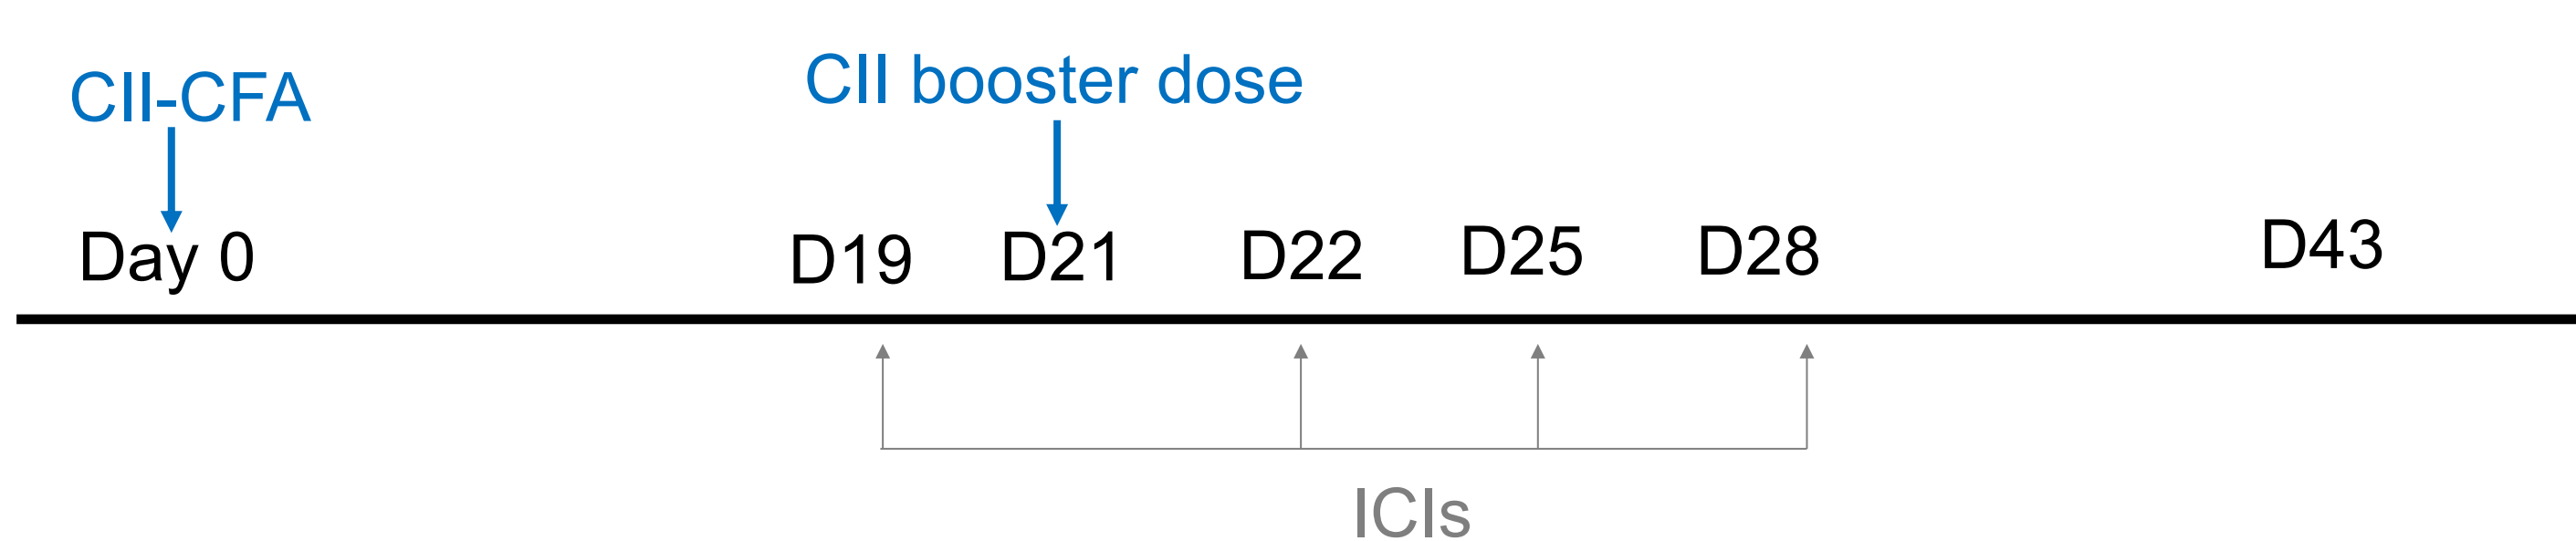 CII-CFA
CII booster dose
Day 0
D19
D21
D22
D25
D28
D43
ICIs